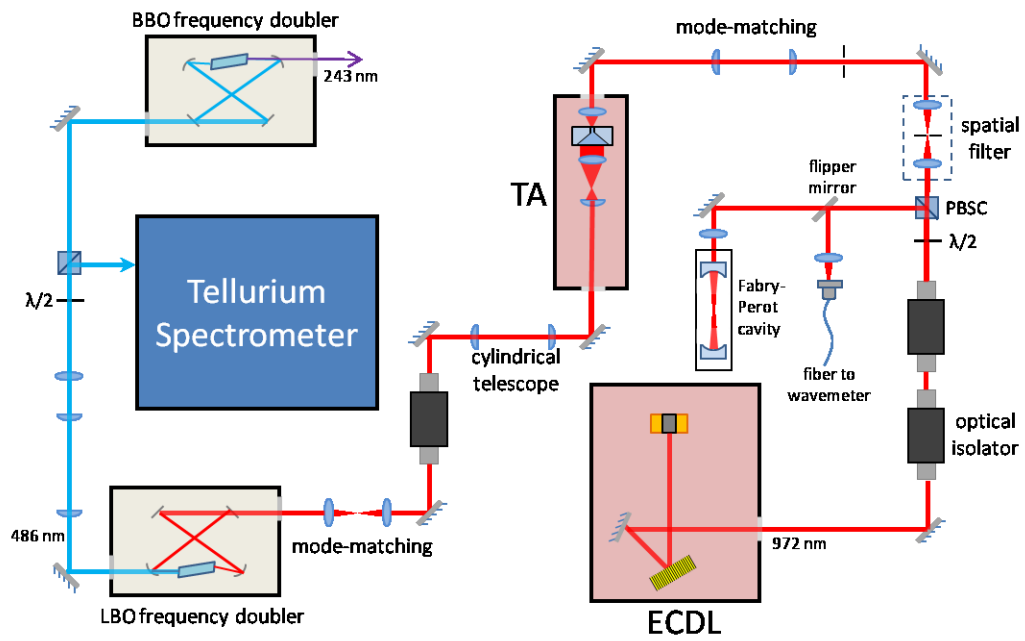 BBO frequency doubler
243 nm
mode-matching
spatial
filter
TA
flipper
mirror
PBSC
λ/2
Fabry-
Perot
cavity
fiber to
wavemeter
optical
isolator
Tellurium
Spectrometer
λ/2
cylindrical
telescope
486 nm
mode-matching
LBO frequency doubler
972 nm
ECDL